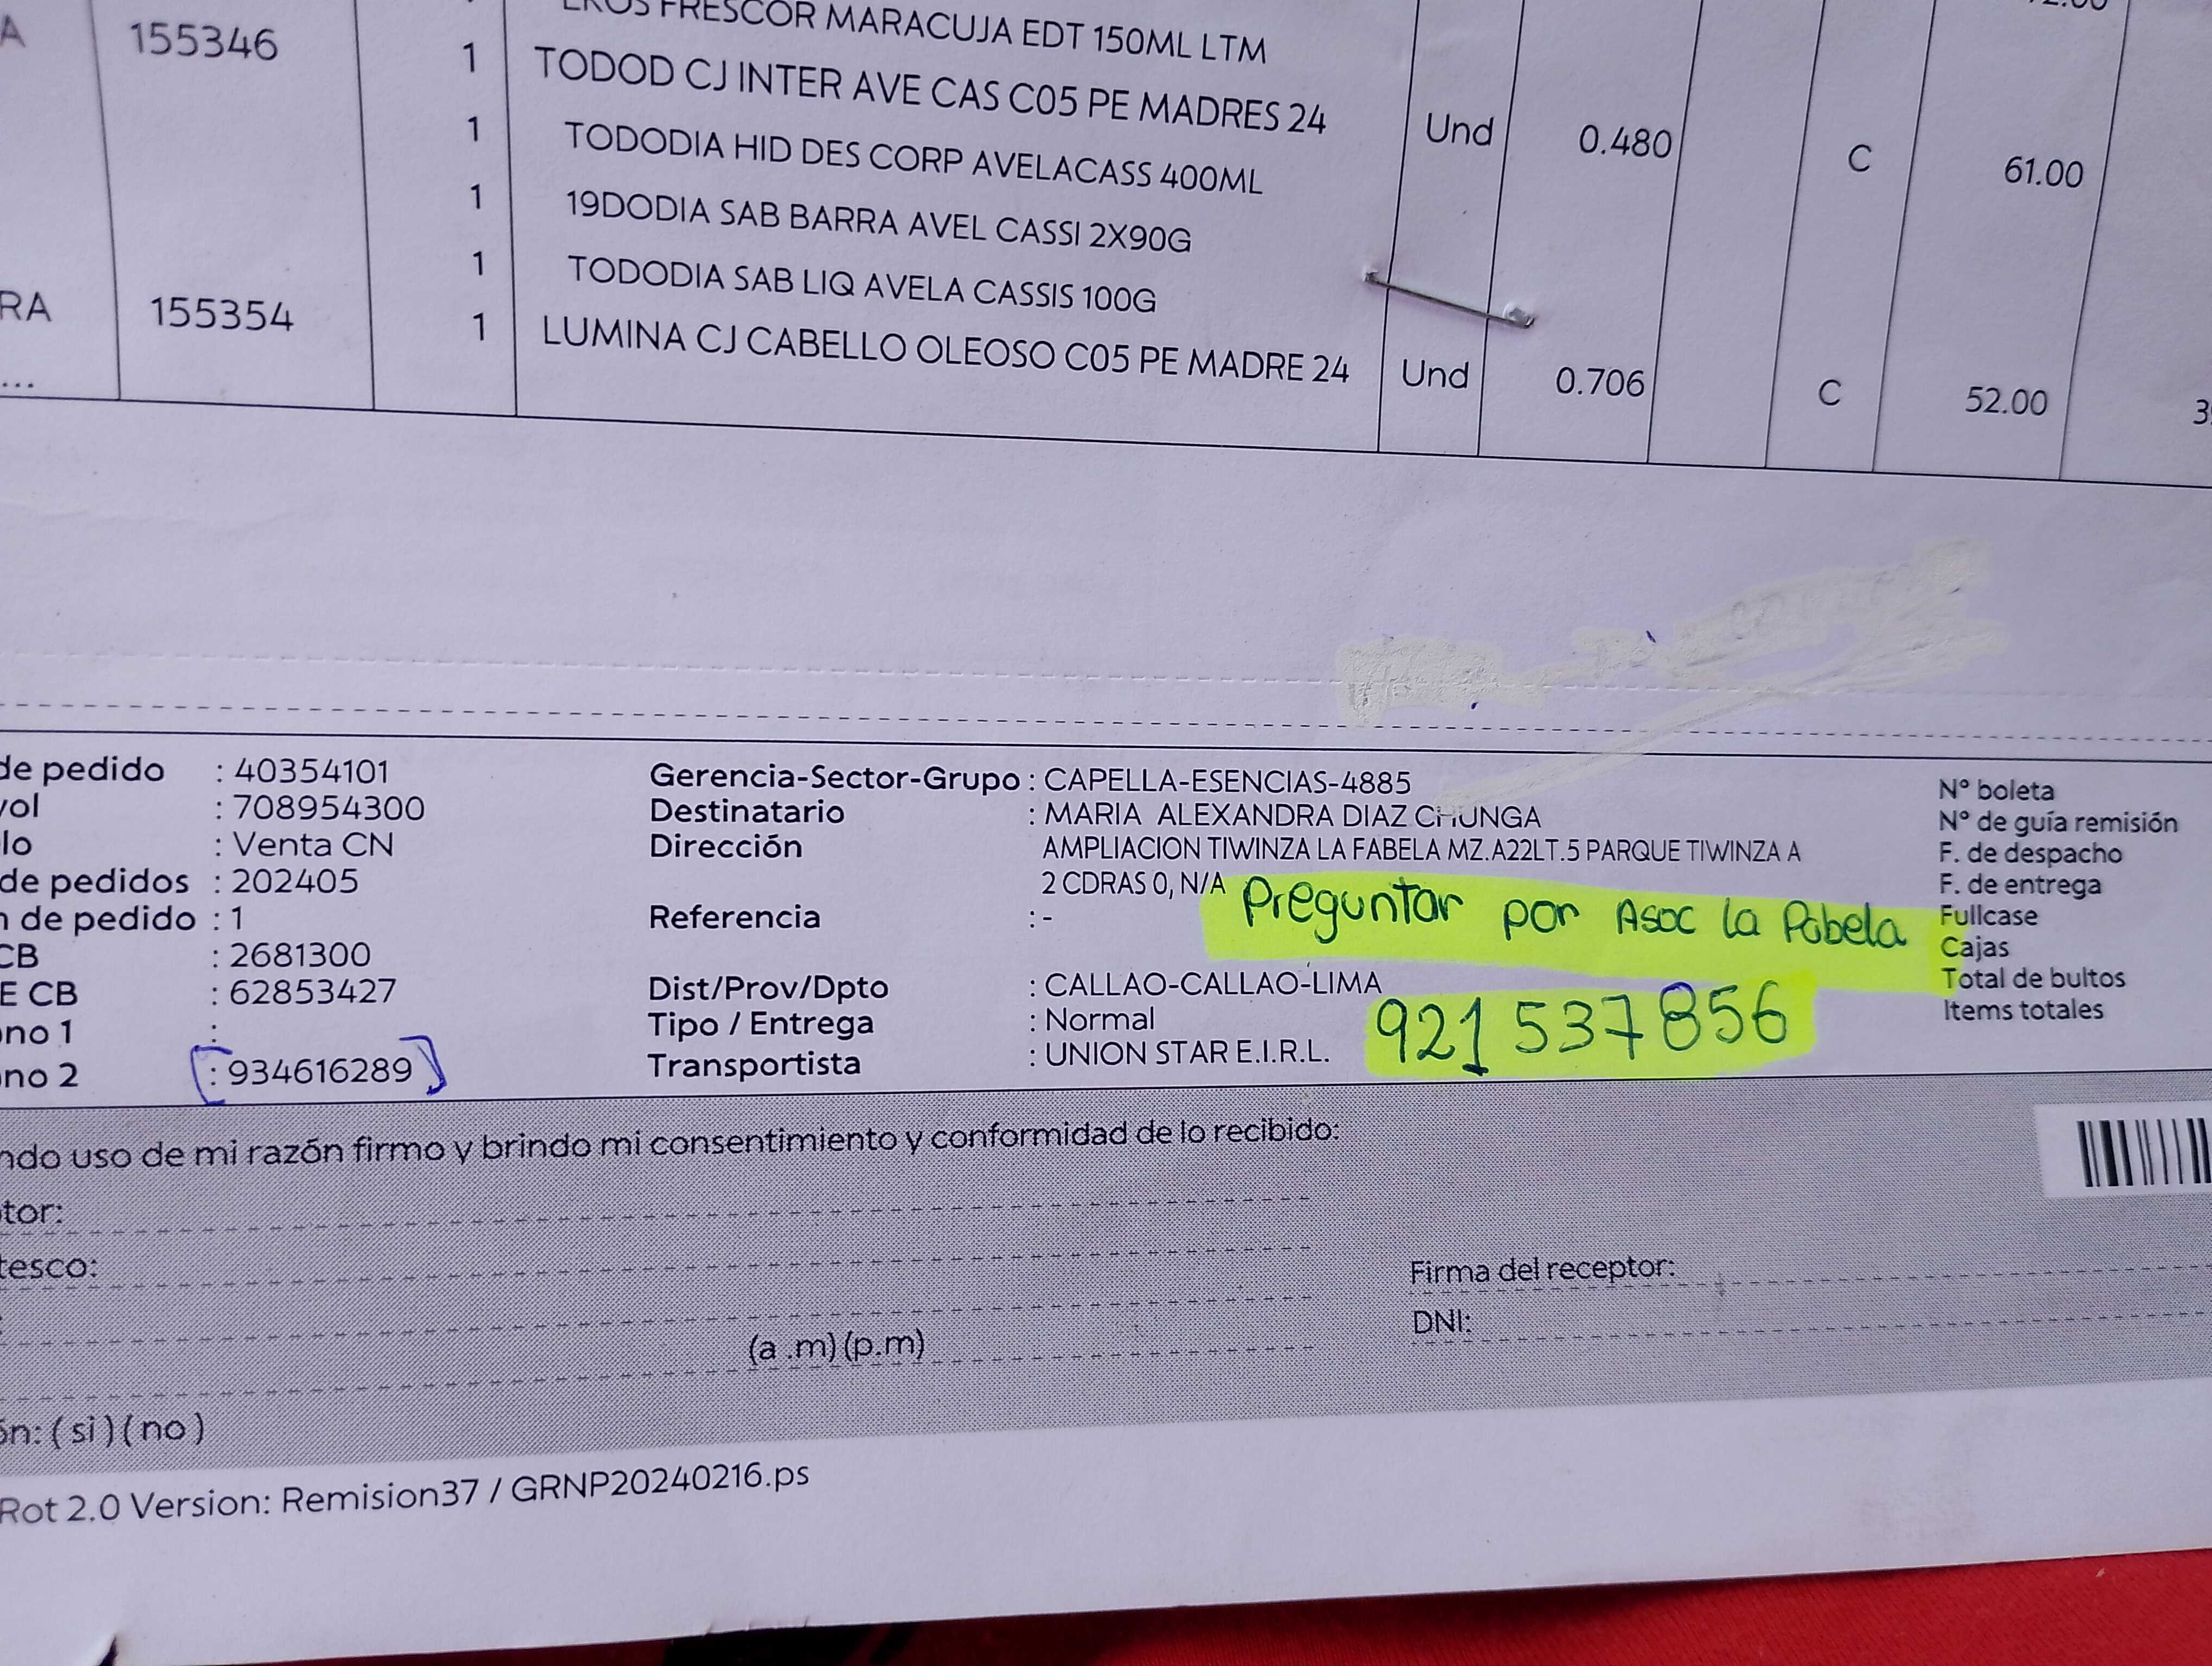 FRESCOR MARACUJA EDT 150ML LTM
A 155346 1 TODOD CJ INTER AVE CAS C05 PE MADRES 24 Und 0.480 C 61.00
1 TODODIA HID DES CORP AVELACASS 400ML
1 19DODIA SAB BARRA AVEL CASSI 2X90G
1 TODODIA SAB LIQ AVELA CASSIS 100G
RA 155354 1 LUMINA CJ CABELLO OLEOSO C05 PE MADRE 24 Und 0.706 C 52.00
...
de pedido : 40354101
: 708954300
lo : Venta CN
de pedidos : 202405
n de pedido : 1
CB : 2681300
E CB : 62853427
ono 1 :
ono 2 : 934616289
Gerencia-Sector-Grupo : CAPELLA-ESENCIAS-4885
Destinatario : MARIA ALEXANDRA DIAZ CHUNGA
Dirección AMPLIACION TIWINZA LA FABELA MZ.A22LT.5 PARQUE TIWINZA A
2 CDRAS 0, N/A
Preguntar por Asoc la Pabela
Referencia : -
Dist/Prov/Dpto : CALLAO-CALLAO-LIMA
Tipo / Entrega : Normal
Transportista : UNION STAR E.I.R.L.
921 537856
N° boleta
N° de guía remisión
F. de despacho
F. de entrega
Fullcase
Cajas
Total de bultos
Items totales
ndo uso de mi razón firmo y brindo mi consentimiento y conformidad de lo recibido:
tor:
tesco:
(a .m) (p.m)
ón: ( si ) ( no )
Firma del receptor:
DNI:
Rot 2.0 Version: Remision37 / GRNP20240216.ps